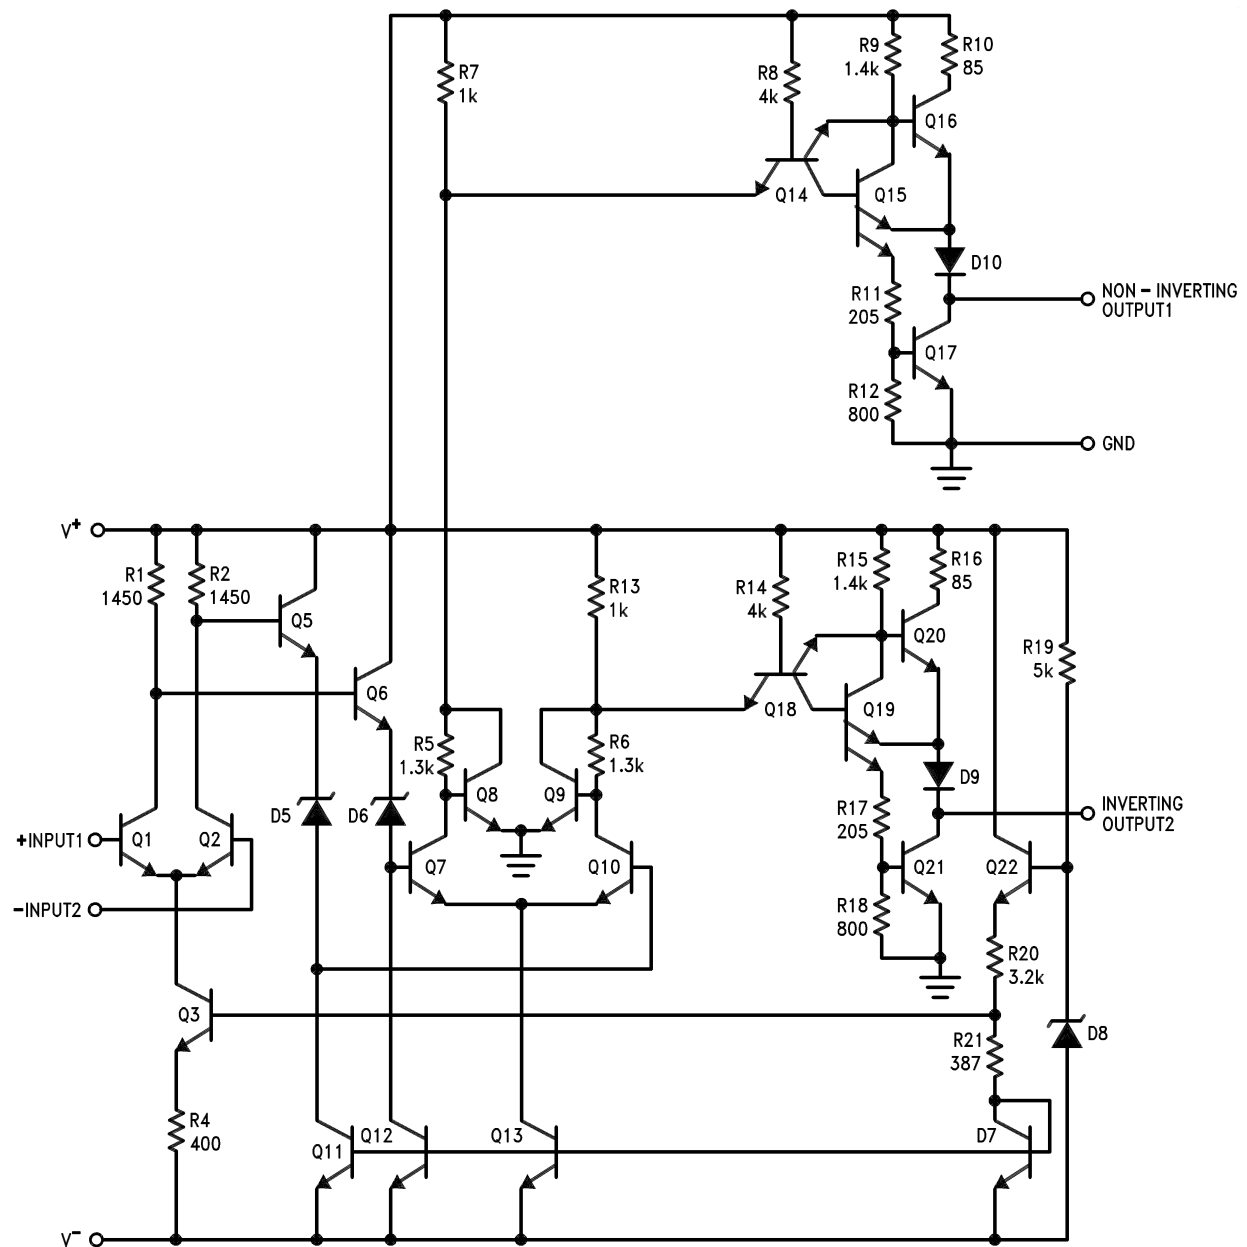 R7
1k
R8
4k
R9
1.4k
R10
85
Q16
Q14
Q15
D10
R11
205
NON - INVERTING
OUTPUT1
Q17
R12
800
GND
V+
R1
1450
R2
1450
Q5
R13
1k
R14
4k
R15
1.4k
R16
85
Q20
R19
5k
Q6
Q18
Q19
R5
1.3k
R6
1.3k
D9
Q8
Q9
D5
D6
R17
205
INVERTING
OUTPUT2
+INPUT1
Q1
Q2
Q7
Q10
Q21
Q22
-INPUT2
R18
800
R20
3.2k
Q3
R21
387
D8
R4
400
Q11
Q12
Q13
D7
V-